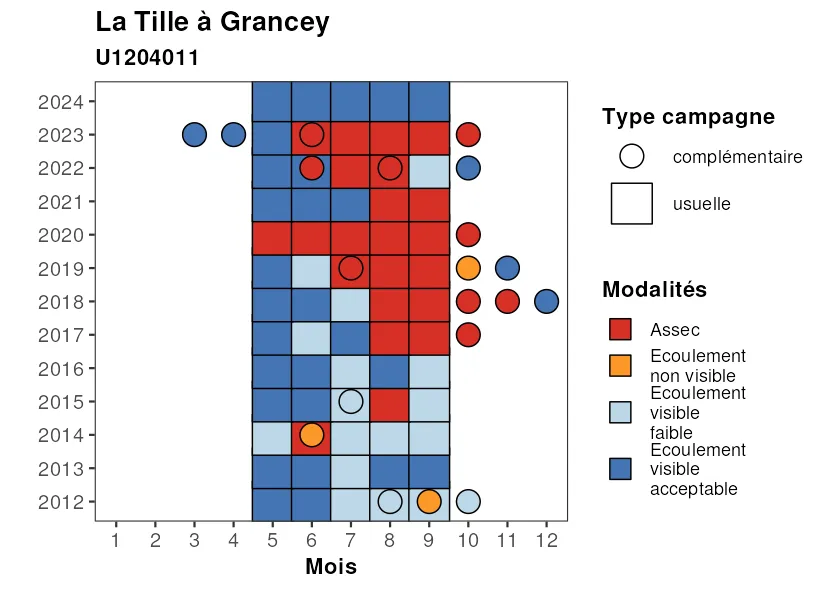 La Tille à Grancey
U1204011
2024
2023
2022
2021
2020
2019
2018
2017
2016
2015
2014
2013
2012
1 2 3 4 5 6 7 8 9 10 11 12
Mois
Type campagne
complémentaire
usuelle
Modalités
Assec
Ecoulement
non visible
Ecoulement
visible
faible
Ecoulement
visible
acceptable